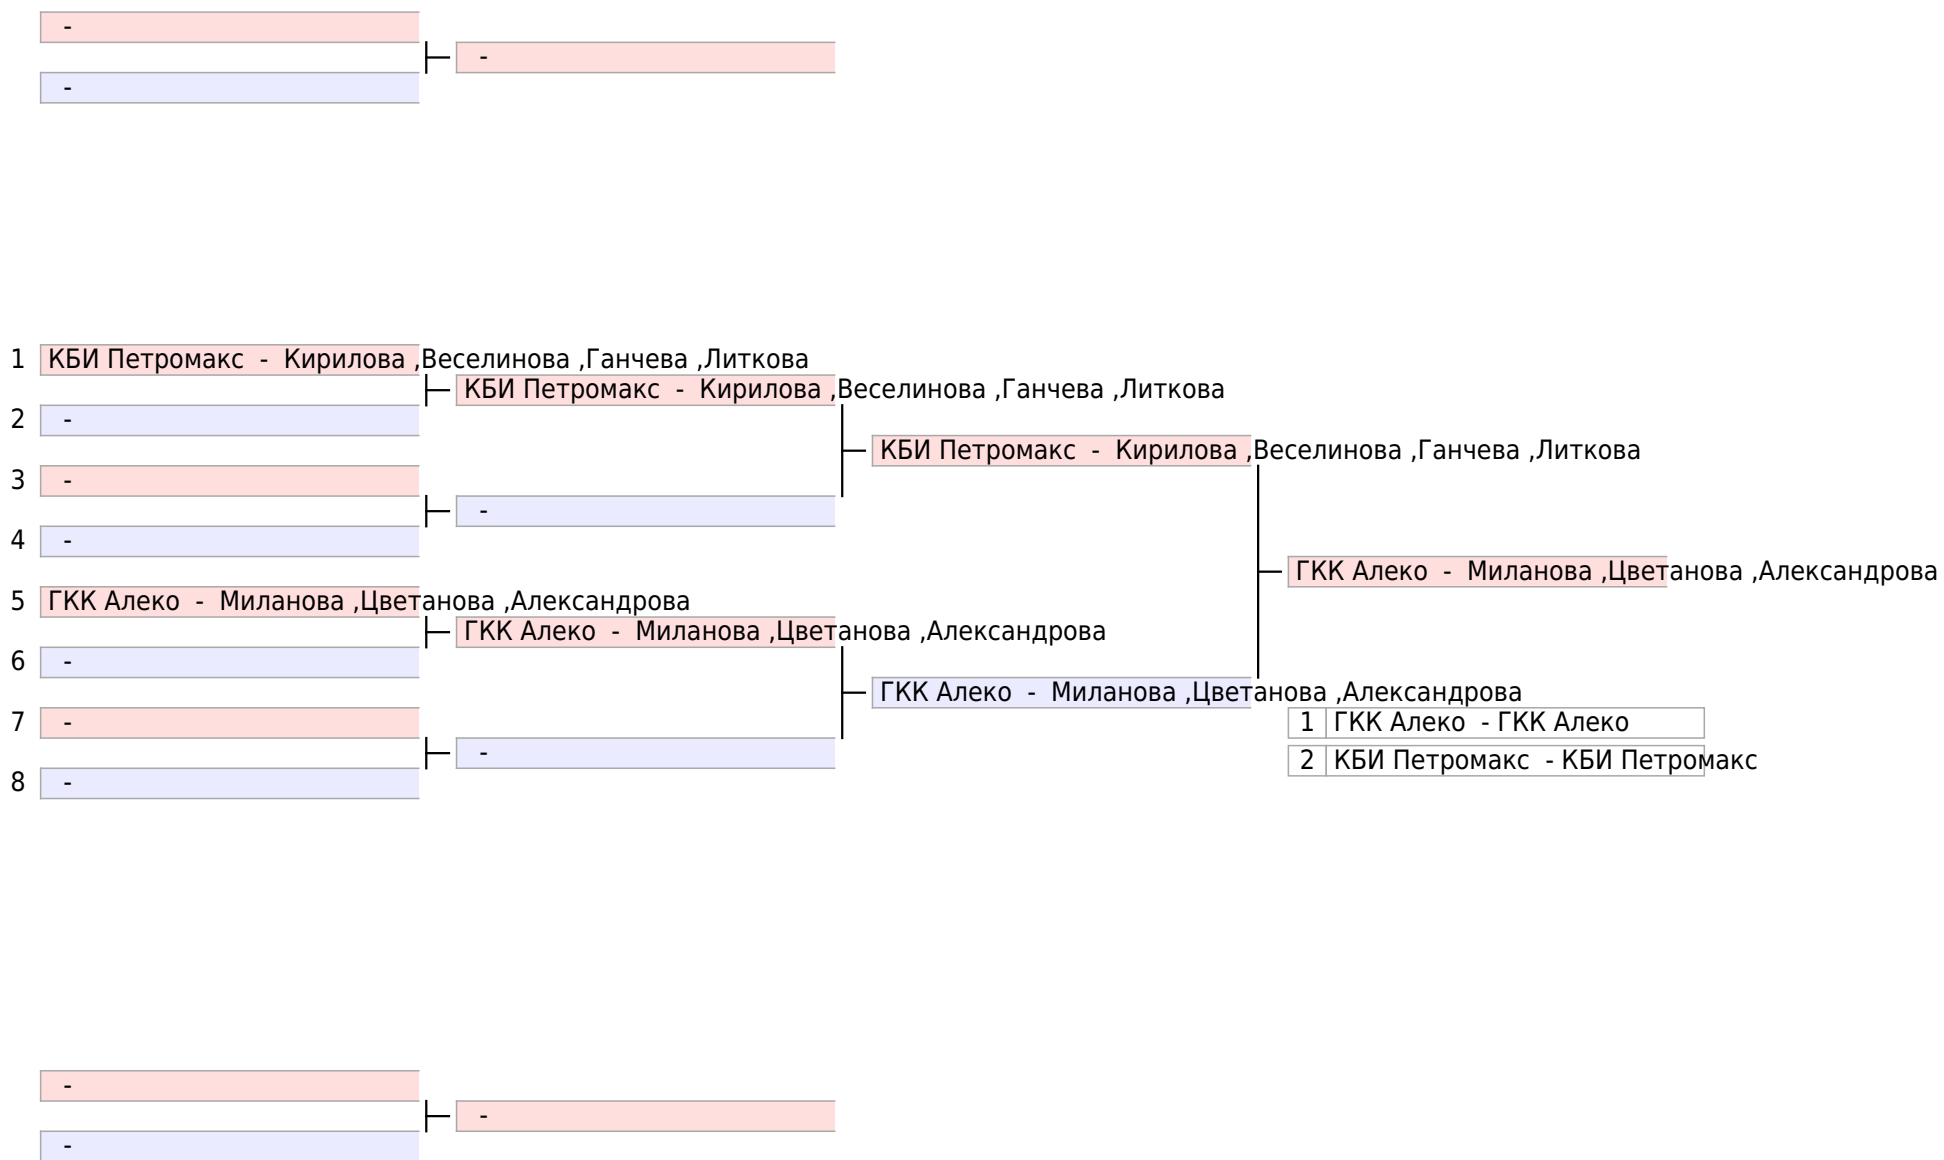 -
-
-
1 КБИ Петромакс - Кирилова ,Веселинова ,Ганчева ,Литкова
КБИ Петромакс - Кирилова ,Веселинова ,Ганчева ,Литкова
2 -
КБИ Петромакс - Кирилова ,Веселинова ,Ганчева ,Литкова
3 -
-
4 -
ГКК Алеко - Миланова ,Цветанова ,Александрова
5 ГКК Алеко - Миланова ,Цветанова ,Александрова
ГКК Алеко - Миланова ,Цветанова ,Александрова
6 -
ГКК Алеко - Миланова ,Цветанова ,Александрова
7 -
1 ГКК Алеко - ГКК Алеко
-
2 КБИ Петромакс - КБИ Петромакс
8 -
-
-
-